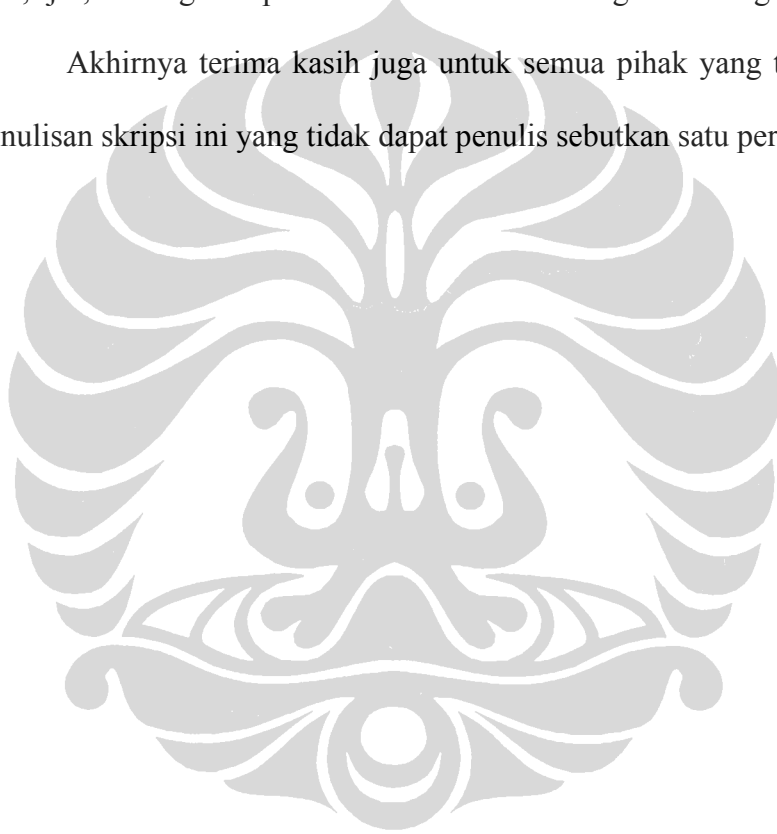 Akhirnya terima kasih juga untuk semua pihak yang
nulisan skripsi ini yang tidak dapat penulis sebutkan satu per